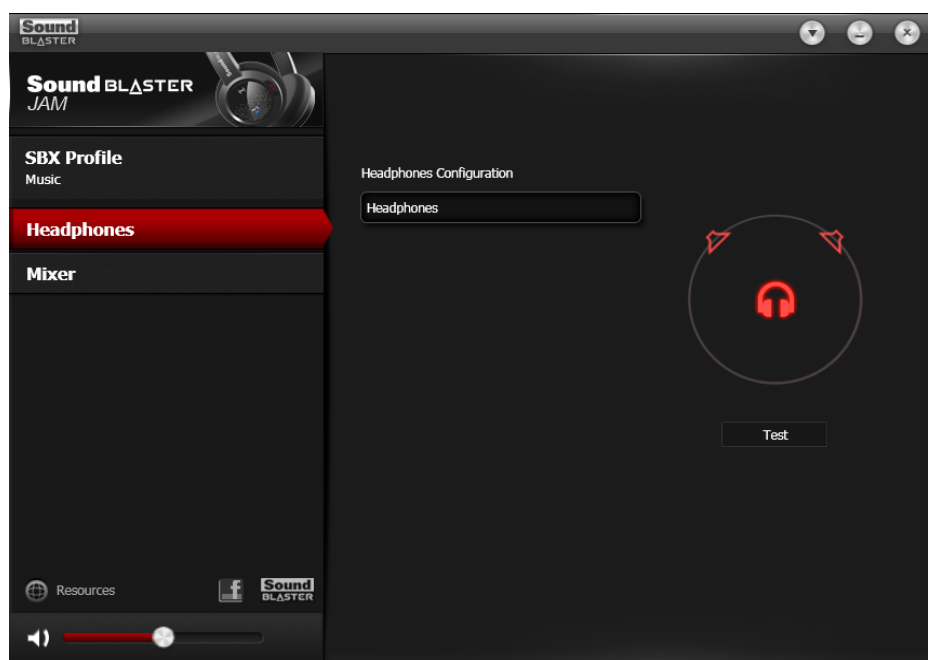 Sound
BLASTER
Sound BLASTER
JAM
SBX Profile
Music
Headphones
Mixer
Headphones Configuration
Headphones
Test
Resources
f
Sound
BLASTER